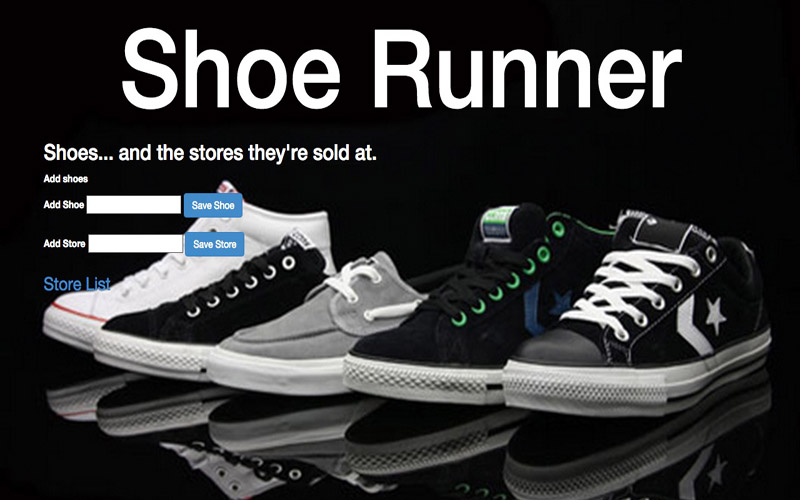 Shoe Runner
Shoes... and the stores they're sold at.
Add shoes
Add Shoe Save Shoe
Add Store Save Store
Store List